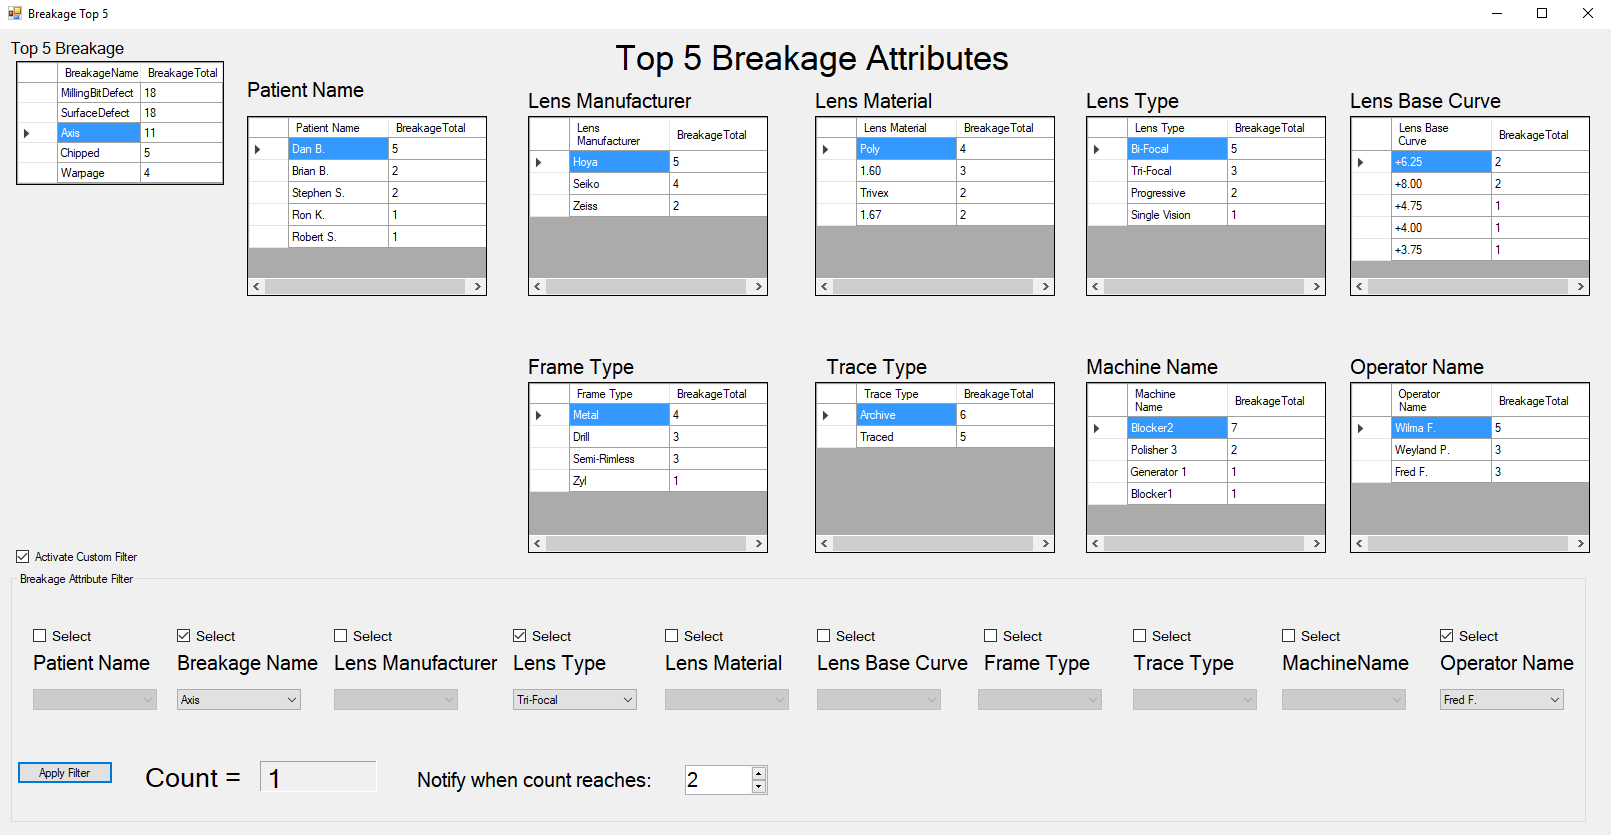 Breakage Top 5
Top 5 Breakage
BreakageName BreakageTotal
MillingBitDefect 18
SurfaceDefect 18
Axis 11
Chipped 5
Warpage 4
Top 5 Breakage Attributes
Patient Name
Patient Name BreakageTotal
Dan B. 5
Brian B. 2
Stephen S. 2
Ron K. 1
Robert S. 1
Lens Manufacturer
Lens
Manufacturer BreakageTotal
Hoya 5
Seiko 4
Zeiss 2
Lens Material
Lens Material BreakageTotal
Poly 4
1.60 3
Trivex 2
1.67 2
Lens Type
Lens Type BreakageTotal
Bi-Focal 5
Tri-Focal 3
Progressive 2
Single Vision 1
Lens Base Curve
Lens Base
Curve BreakageTotal
+6.25 2
+8.00 2
+4.75 1
+4.00 1
+3.75 1
Frame Type
Frame Type BreakageTotal
Metal 4
Drill 3
Semi-Rimless 3
Zyl 1
Trace Type
Trace Type BreakageTotal
Archive 6
Traced 5
Machine Name
Machine
Name BreakageTotal
Blocker2 7
Polisher 3 2
Generator 1 1
Blocker1 1
Operator Name
Operator
Name BreakageTotal
Wilma F. 5
Weyland P. 3
Fred F. 3
Activate Custom Filter
Breakage Attribute Filter
Select Select Select Select Select Select Select Select Select Select
Patient Name Breakage Name Lens Manufacturer Lens Type Lens Material Lens Base Curve Frame Type Trace Type MachineName Operator Name
Axis Tri-Focal Fred F.
Apply Filter Count = 1 Notify when count reaches: 2